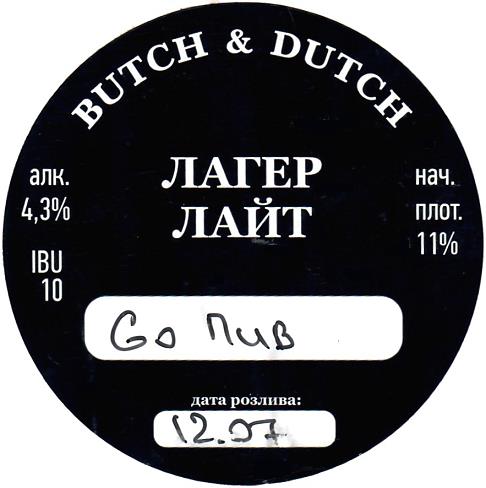 BUTCH & DUTCH
ЛАГЕР
ЛАЙТ
алк.
4,3%
IBU
10
нач.
плот.
11%
Go Пив
дата розлива:
12.07